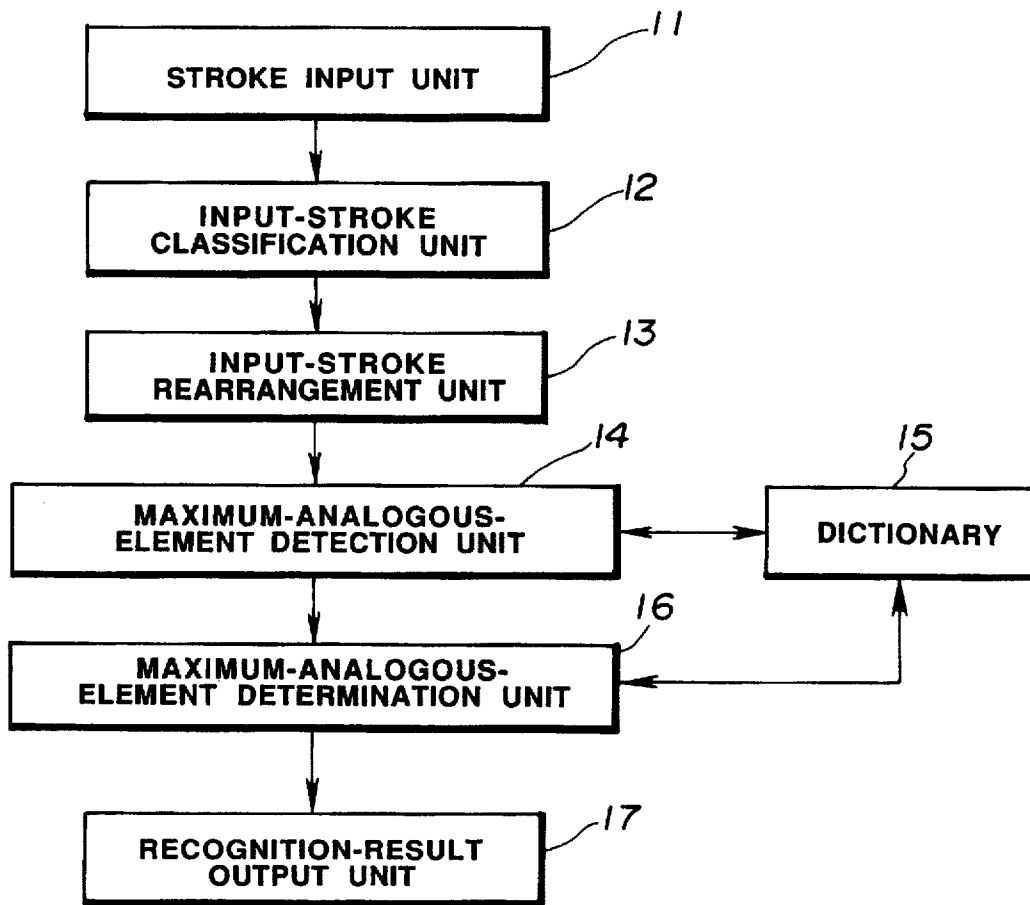 11
STROKE INPUT UNIT
12
INPUT-STROKE
CLASSIFICATION UNIT
13
INPUT-STROKE
REARRANGEMENT UNIT
14
MAXIMUM-ANALOGOUS-
ELEMENT DETECTION UNIT
15
DICTIONARY
16
MAXIMUM-ANALOGOUS-
ELEMENT DETERMINATION UNIT
17
RECOGNITION-RESULT
OUTPUT UNIT